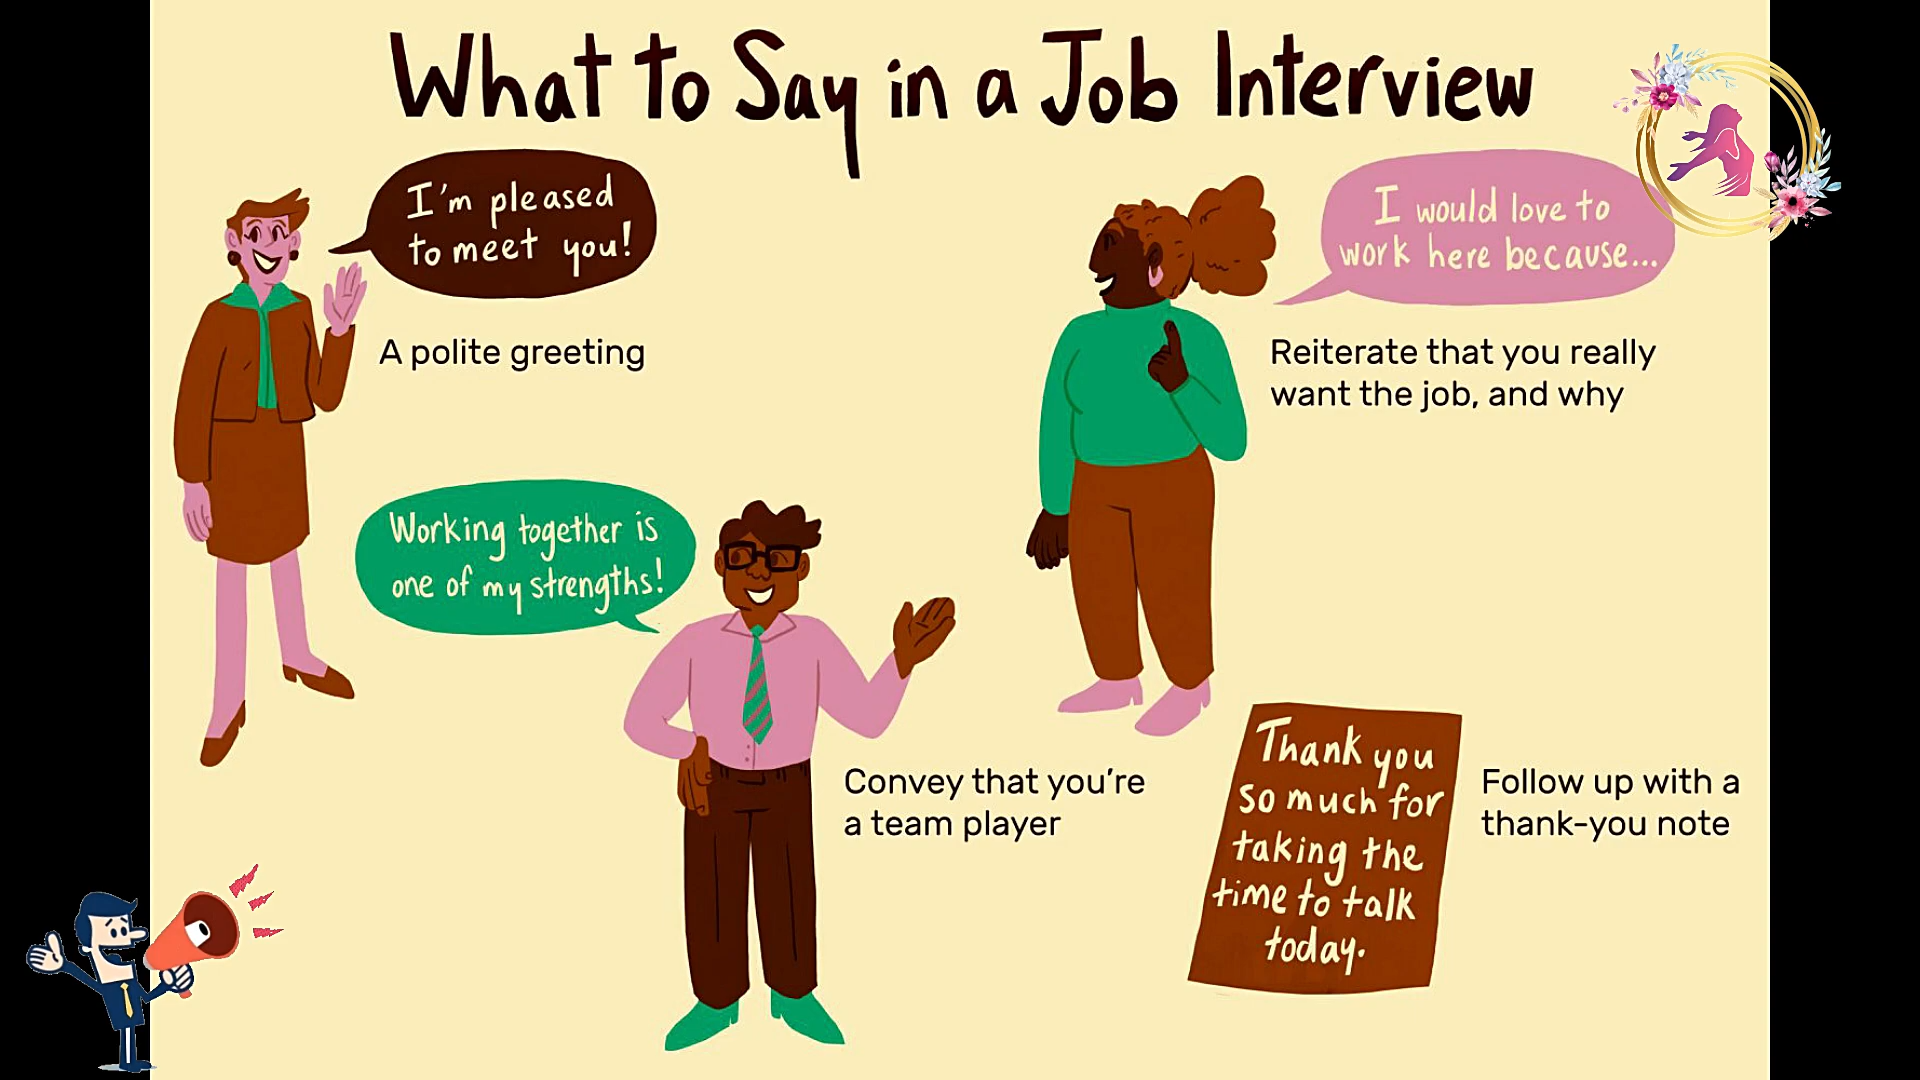 What to Say in a Job Interview
I'm pleased
to meet you!
A polite greeting
I would love to
work here because...
Reiterate that you really
want the job, and why
Working together is
one of my strengths!
Convey that you're
a team player
Thank you
so much for
taking the
time to talk
today.
Follow up with a
thank-you note